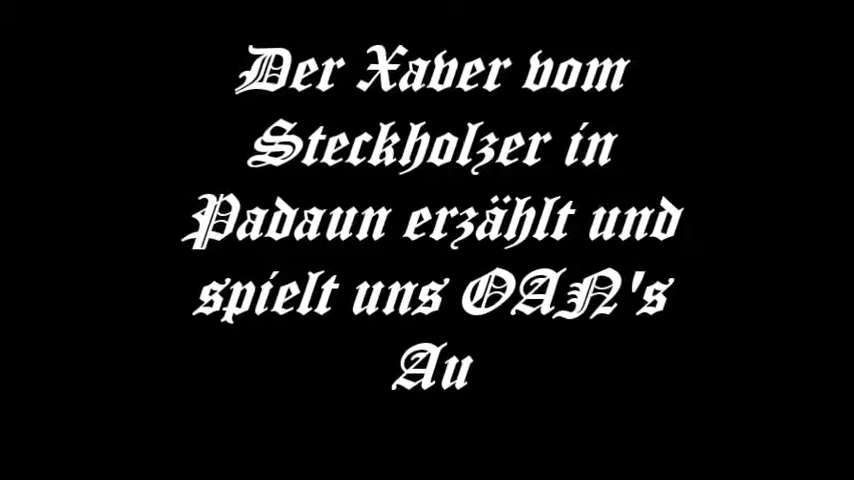 Der Xaver vom
Steckholzer in
Padaun erzählt und
spielt uns OAN's
Au